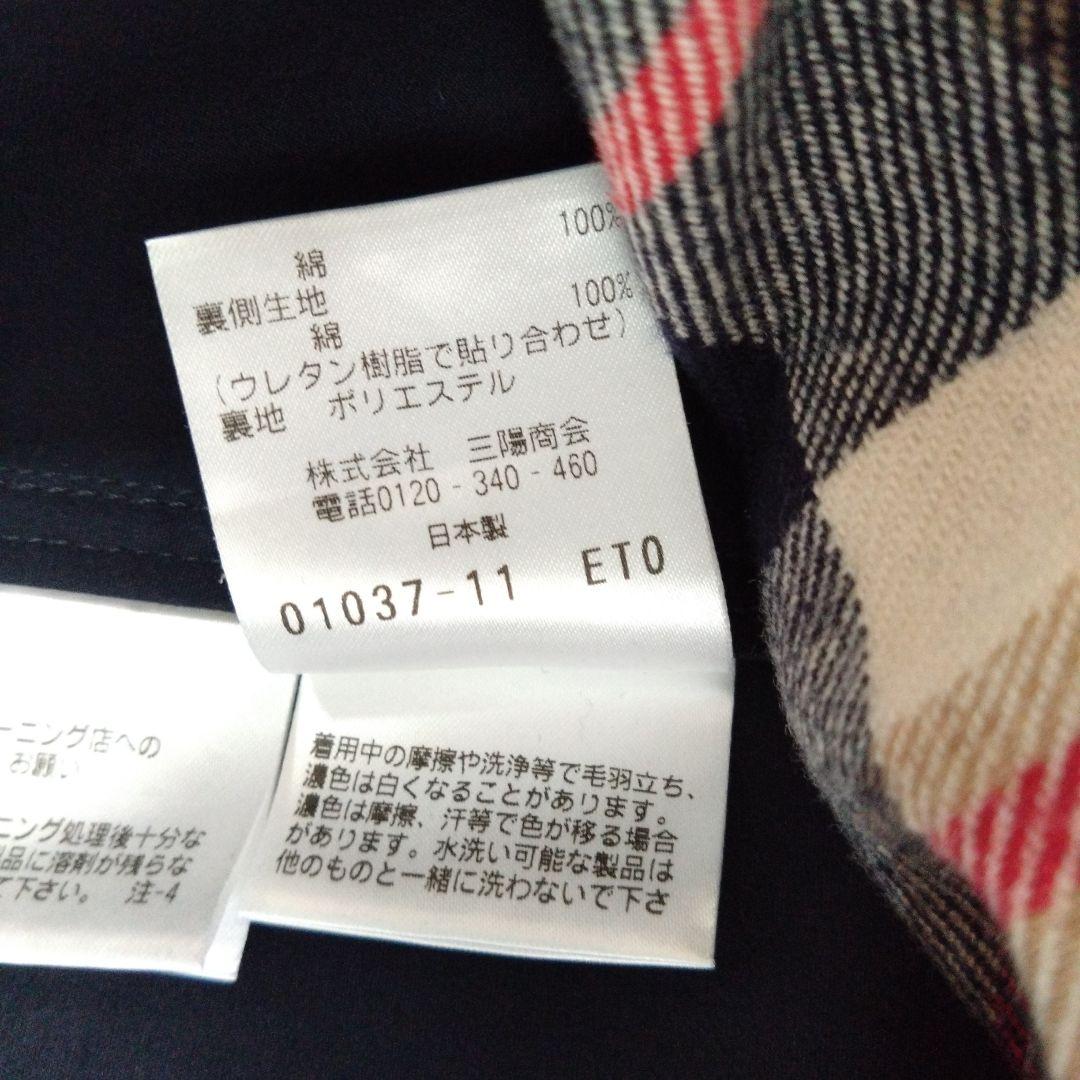 綿 100%
裏側生地
綿 100%
(ウレタン樹脂で貼り合わせ)
裏地 ポリエステル
株式会社 三陽商会
電話0120-340-460
日本製
01037-11 ET0
ーニング店への
お願い
ニング処理後十分な
品に溶剤が残らな
て下さい。 注-4
着用中の摩擦や洗浄等で毛羽立ち、
濃色は白くなることがあります。
濃色は摩擦、汗等で色が移る場合
があります。水洗い可能な製品は
他のものと一緒に洗わないで下さ